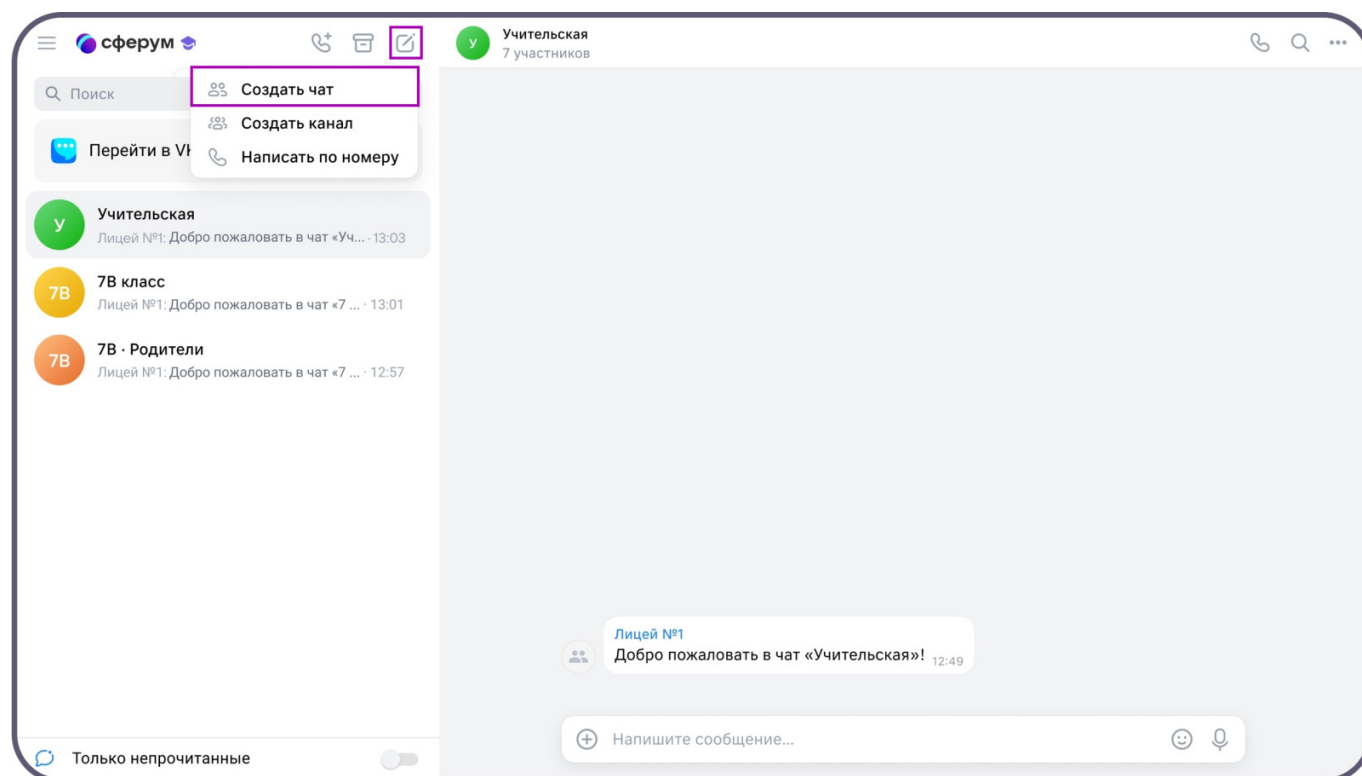 сферум
Поиск
Создать чат
Создать канал
Написать по номеру
Перейти в
У
Учительская
Лицей №1: Добро пожаловать в чат «Уч... · 13:03
7В
7В класс
Лицей №1: Добро пожаловать в чат «7 ... · 13:01
7В
7В · Родители
Лицей №1: Добро пожаловать в чат «7 ... · 12:57
Только непрочитанные
У
Учительская
7 участников
Лицей №1
Добро пожаловать в чат «Учительская»! 12:49
Напишите сообщение...